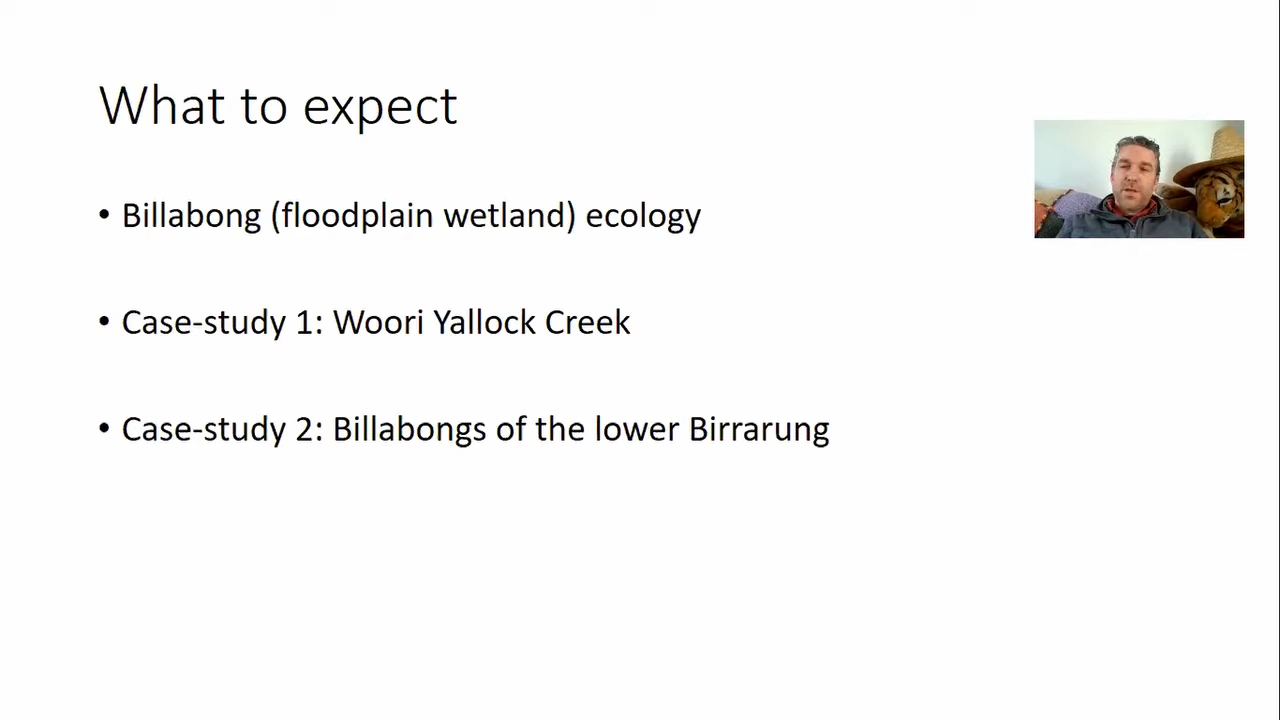 What to expect
• Billabong (floodplain wetland) ecology
• Case-study 1: Woori Yallock Creek
• Case-study 2: Billabongs of the lower Birrarung